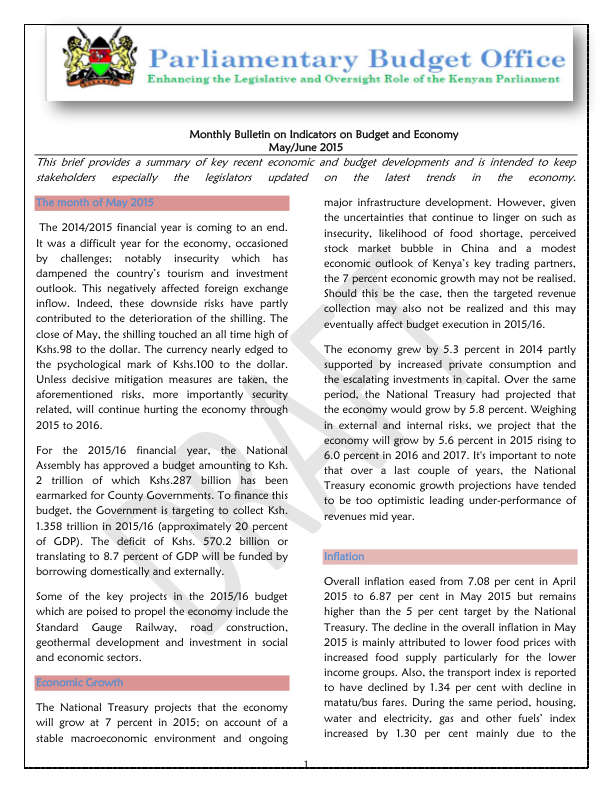 Parliamentary Budget Office
Enhancing the Legislative and Oversight Role of the Kenyan Parliament
Monthly Bulletin on Indicators on Budget and Economy
May/June 2015
This brief provides a summary of key recent economic and budget developments and is intended to keep
stakeholders especially the legislators updated on the latest trends in the economy.
The month of May 2015
The 2014/2015 financial year is coming to an end.
It was a difficult year for the economy, occasioned
by challenges; notably insecurity which has
dampened the country's tourism and investment
outlook. This negatively affected foreign exchange
inflow. Indeed, these downside risks have partly
contributed to the deterioration of the shilling. The
close of May, the shilling touched an all time high of
Kshs.98 to the dollar. The currency nearly edged to
the psychological mark of Kshs.100 to the dollar.
Unless decisive mitigation measures are taken, the
aforementioned risks, more importantly security
related, will continue hurting the economy through
2015 to 2016.
For the 2015/16 financial year, the National
Assembly has approved a budget amounting to Ksh.
2 trillion of which Kshs.287 billion has been
earmarked for County Governments. To finance this
budget, the Government is targeting to collect Ksh.
1.358 trillion in 2015/16 (approximately 20 percent
of GDP). The deficit of Kshs. 570.2 billion or
translating to 8.7 percent of GDP will be funded by
borrowing domestically and externally.
Some of the key projects in the 2015/16 budget
which are poised to propel the economy include the
Standard Gauge Railway, road construction,
geothermal development and investment in social
and economic sectors.
Economic Growth
The National Treasury projects that the economy
will grow at 7 percent in 2015; on account of a
stable macroeconomic environment and ongoing
major infrastructure development. However, given
the uncertainties that continue to linger on such as
insecurity, likelihood of food shortage, perceived
stock market bubble in China and a modest
economic outlook of Kenya's key trading partners,
the 7 percent economic growth may not be realised.
Should this be the case, then the targeted revenue
collection may also not be realized and this may
eventually affect budget execution in 2015/16.
The economy grew by 5.3 percent in 2014 partly
supported by increased private consumption and
the escalating investments in capital. Over the same
period, the National Treasury had projected that
the economy would grow by 5.8 percent. Weighing
in external and internal risks, we project that the
economy will grow by 5.6 percent in 2015 rising to
6.0 percent in 2016 and 2017. It's important to note
that over a last couple of years, the National
Treasury economic growth projections have tended
to be too optimistic leading under-performance of
revenues mid year.
Inflation
Overall inflation eased from 7.08 per cent in April
2015 to 6.87 per cent in May 2015 but remains
higher than the 5 per cent target by the National
Treasury. The decline in the overall inflation in May
2015 is mainly attributed to lower food prices with
increased food supply particularly for the lower
income groups. Also, the transport index is reported
to have declined by 1.34 per cent with decline in
matatu/bus fares. During the same period, housing,
water and electricity, gas and other fuels' index
increased by 1.30 per cent mainly due to the
DRAFT
1